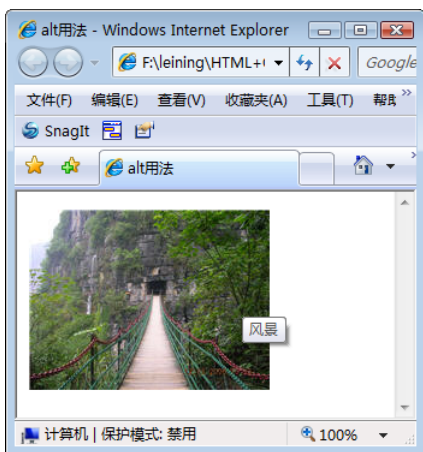 alt用法 - Windows Internet Explorer
F:\leining\HTML+
Google
文件(F) 编辑(E) 查看(V) 收藏夹(A) 工具(T)
SnagIt
alt用法
风景
计算机 | 保护模式: 禁用
100%